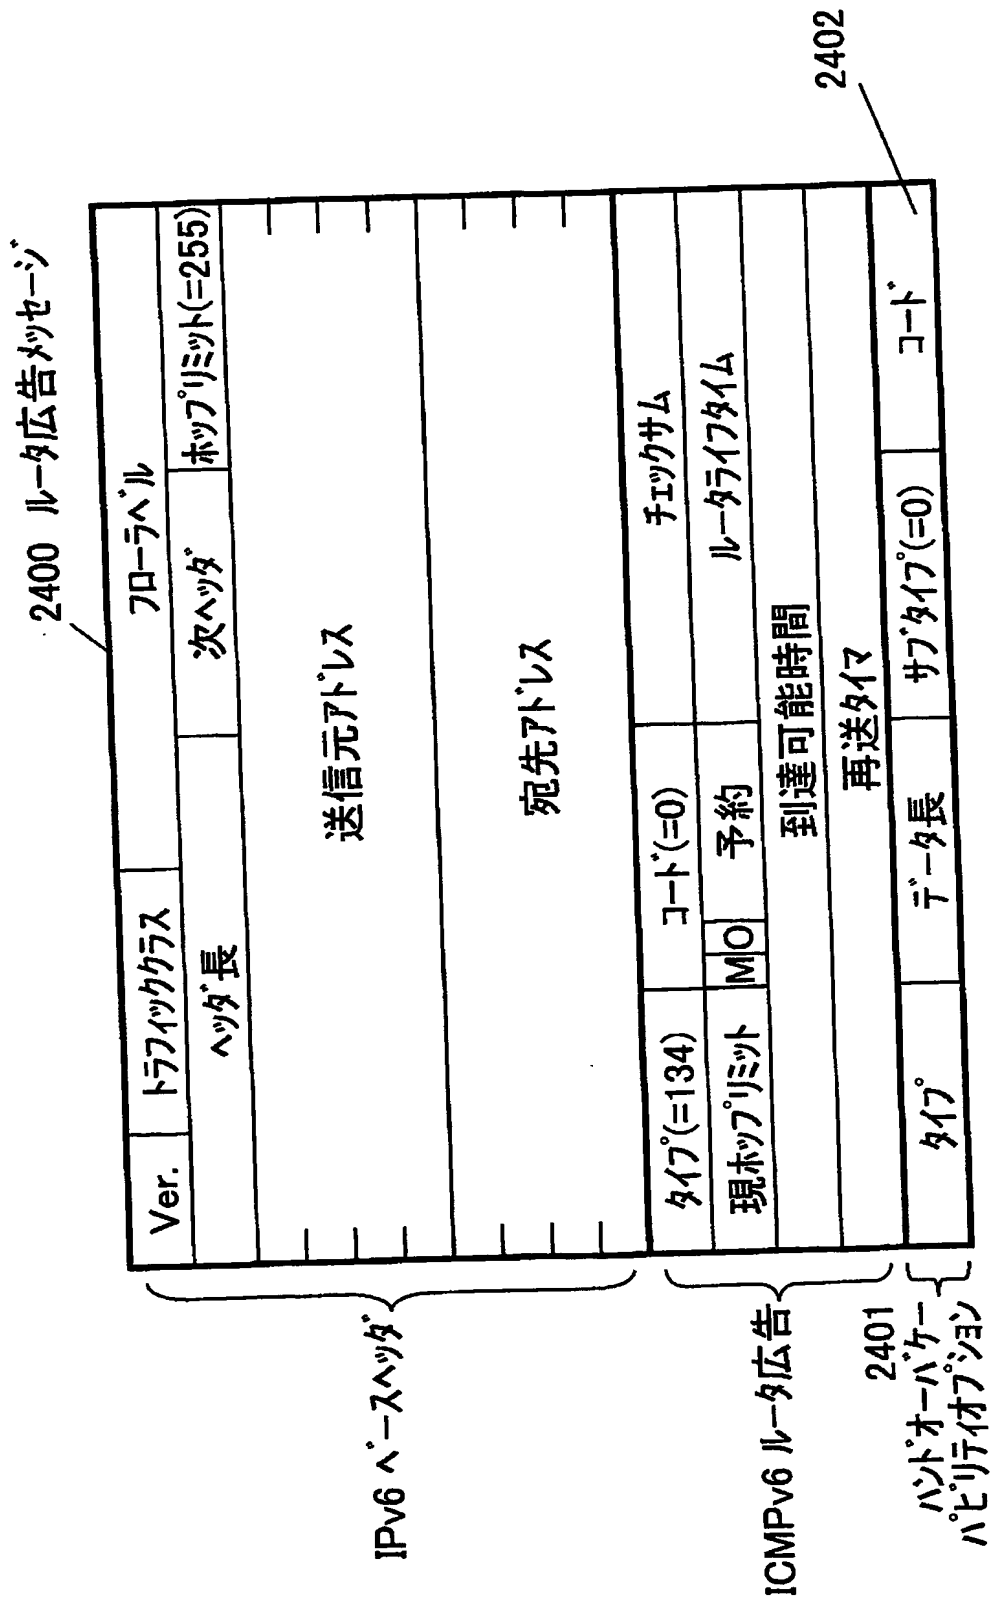 2400 ルータ広告メッセージ
IPv6 ベースヘッダ
Ver.
トラフィッククラス
フローラベル
ヘッダ長
次ヘッダ
ホップリミット(=255)
送信元アドレス
宛先アドレス
ICMPv6 ルータ広告
タイプ(=134)
コード(=0)
チェックサム
現ホップリミット
M
O
予約
ルータライフタイム
到達可能時間
再送タイマ
2401
ハンドオーバケー
パビリティオプション
タイプ
データ長
サブタイプ(=0)
コード
2402